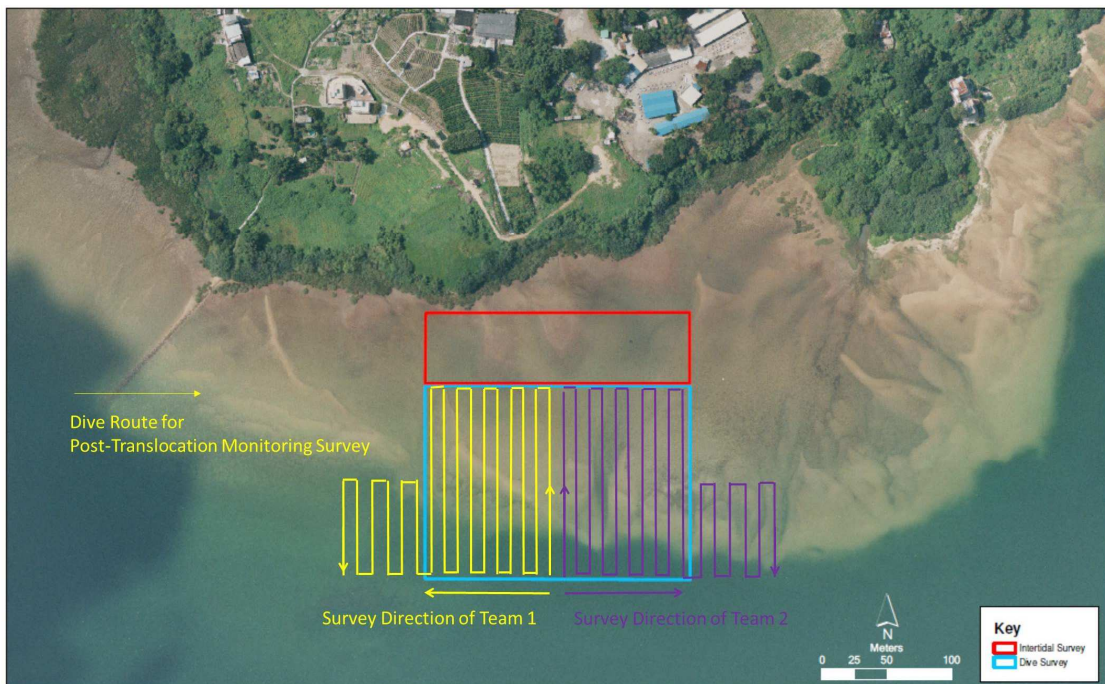 Dive Route for
Post-Translocation Monitoring Survey
Survey Direction of Team 1
Survey Direction of Team 2
N
Meters
0 25 50 100
Key
Intertidal Survey
Dive Survey